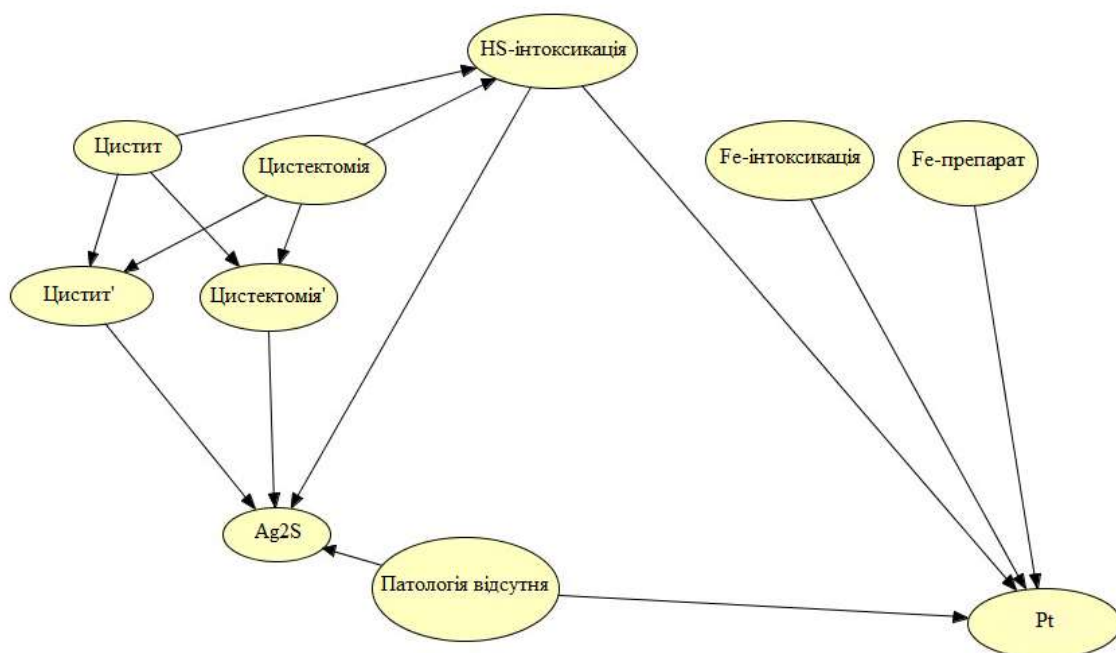 HS-інтоксикація
Цистит
Цистектомія
Fe-інтоксикація
Fe-препарат
Цистит'
Цистектомія'
Ag2S
Патологія відсутня
Pt